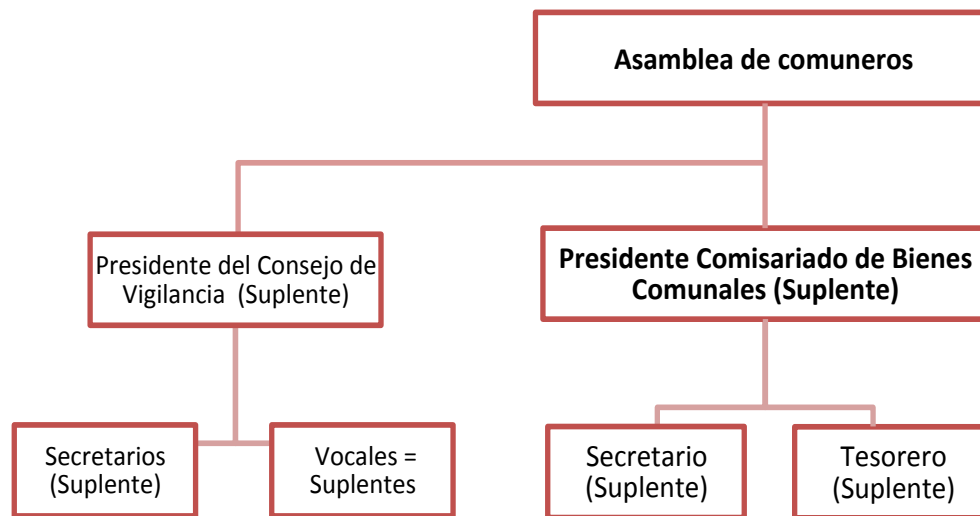 Asamblea de comuneros
Presidente del Consejo de
Vigilancia (Suplente)
Presidente Comisariado de Bienes
Comunales (Suplente)
Secretarios
(Suplente)
Vocales =
Suplentes
Secretario
(Suplente)
Tesorero
(Suplente)